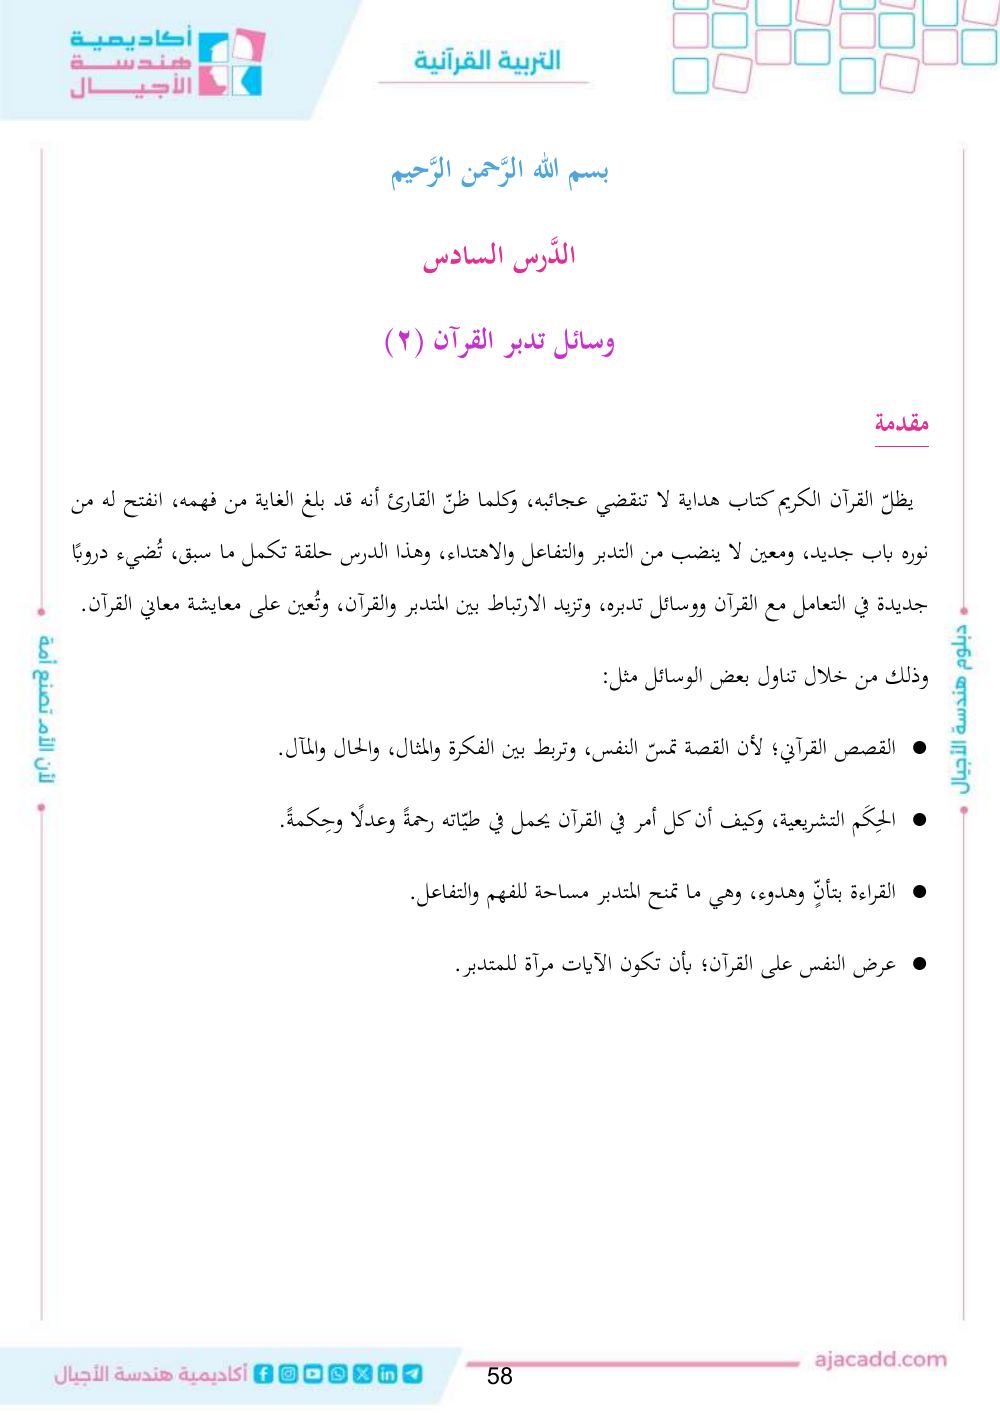 أكاديمية
هندسة
الأجيال
التربية القرآنية
بسم الله الرَّحمن الرَّحيم
الدَّرس السادس
وسائل تدبر القرآن (٢)
مقدمة
يظلّ القرآن الكريم كتاب هداية لا تنقضي عجائبه، وكلما ظنّ القارئ أنه قد بلغ الغاية من فهمه، انفتح له من
نوره باب جديد، ومعين لا ينضب من التدبر والتفاعل والاهتداء، وهذا الدرس حلقة تكمل ما سبق، تُضيء دروبًا
جديدة في التعامل مع القرآن ووسائل تدبره، وتزيد الارتباط بين المتدبر والقرآن، وتُعين على معايشة معاني القرآن.
وذلك من خلال تناول بعض الوسائل مثل:
● القصص القرآني؛ لأن القصة تمسّ النفس، وتربط بين الفكرة والمثال، والحال والمآل.
● الحِكَم التشريعية، وكيف أن كل أمر في القرآن يحمل في طيّاته رحمةً وعدلًا وحِكمةً.
● القراءة بتأنٍّ وهدوء، وهي ما تمنح المتدبر مساحة للفهم والتفاعل.
● عرض النفس على القرآن؛ بأن تكون الآيات مرآة للمتدبر.
دبلوم هندسة الأجيال
لأن الأم تصنع أمة
ajacadd.com
58
أكاديمية هندسة الأجيال